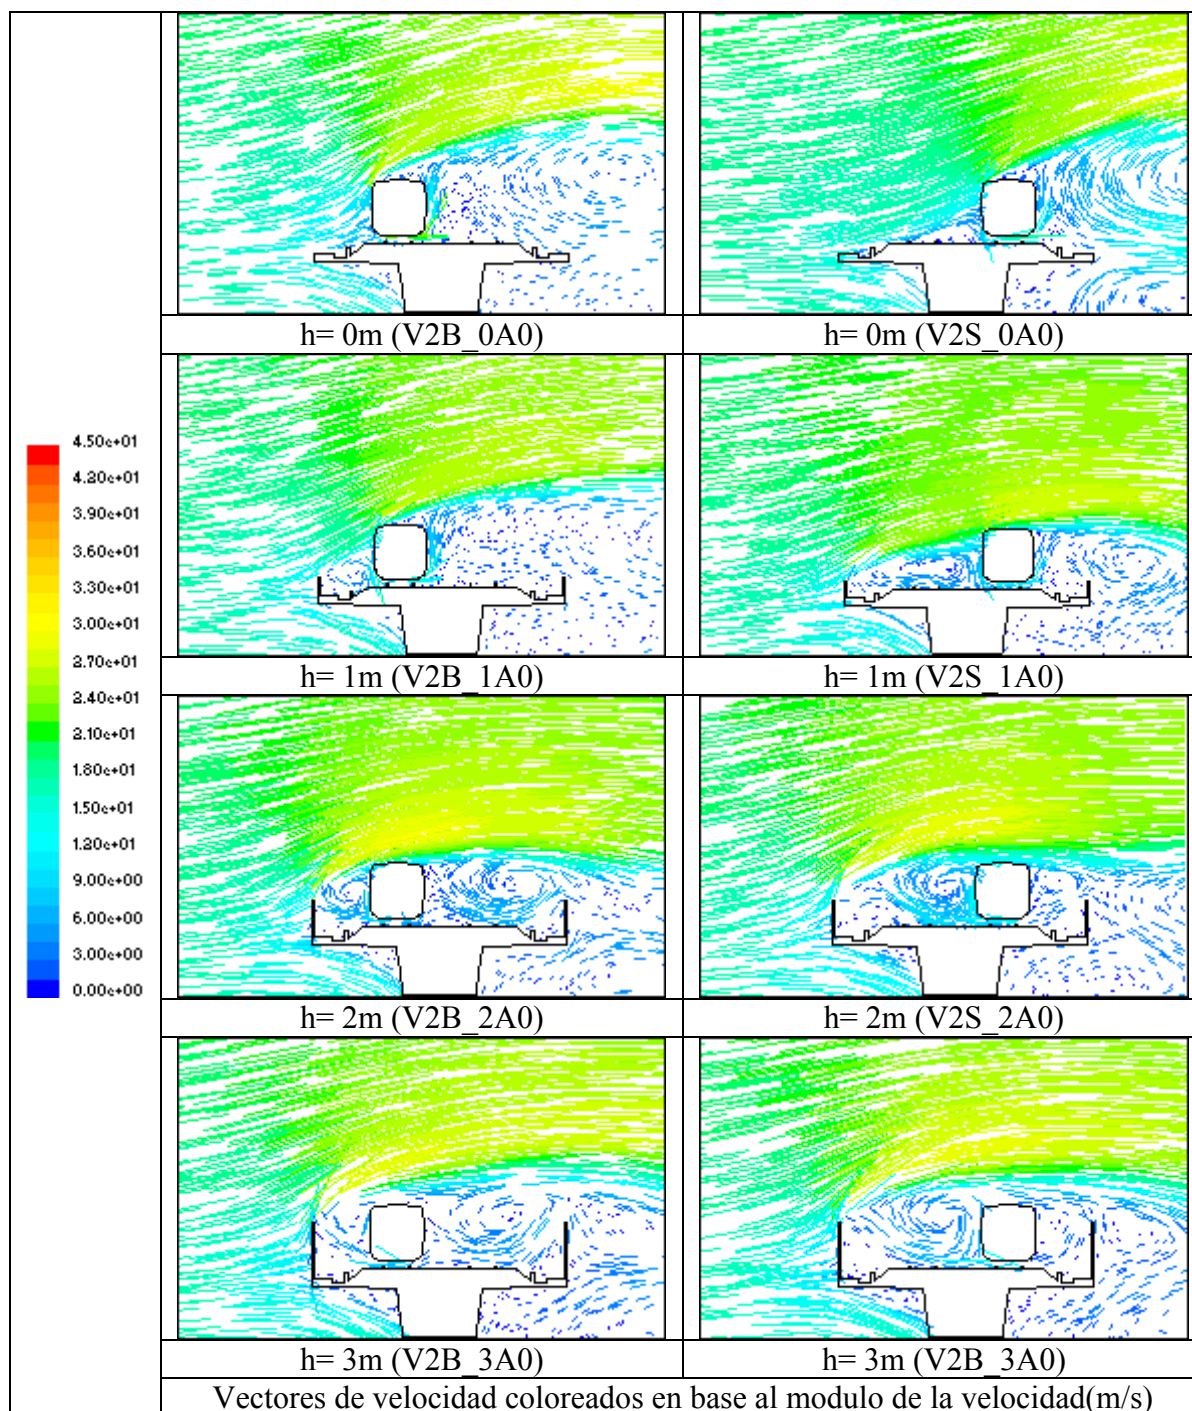 h= 0m (V2B_0A0)
h= 0m (V2S_0A0)
h= 1m (V2B_1A0)
h= 1m (V2S_1A0)
4.50e+01
4.20e+01
3.90e+01
3.60e+01
3.30e+01
3.00e+01
2.70e+01
2.40e+01
2.10e+01
1.80e+01
1.50e+01
1.20e+01
9.00e+00
6.00e+00
3.00e+00
0.00e+00
h= 2m (V2B_2A0)
h= 2m (V2S_2A0)
h= 3m (V2B_3A0)
h= 3m (V2B_3A0)
Vectores de velocidad coloreados en base al modulo de la velocidad(m/s)